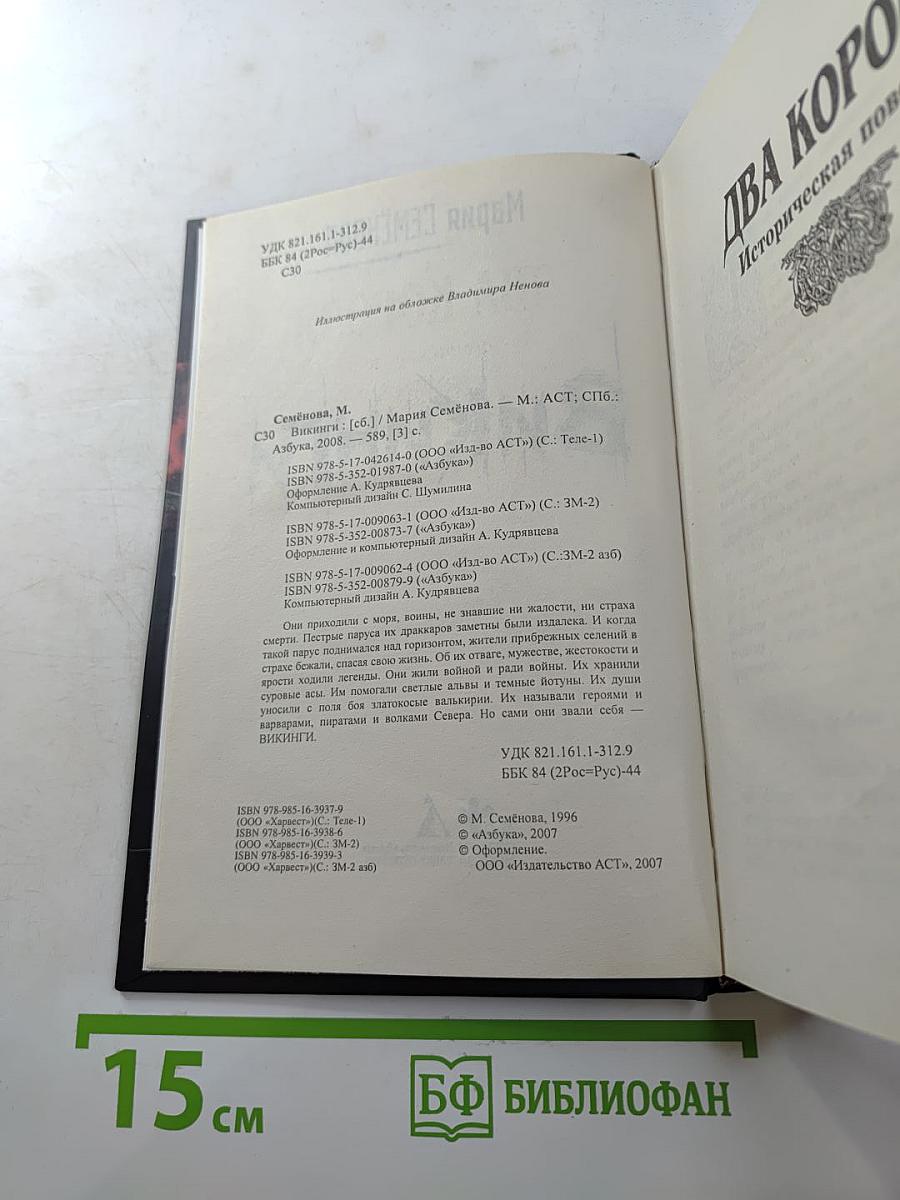 УДК 821.161.1-312.9
ББК 84 (2Рос=Рус)-44
С30
Иллюстрация на обложке Владимира Ненова
Семёнова, М.
С30 Викинги : [сб.] / Мария Семёнова. — М.: АСТ; СПб.:
Азбука, 2008. — 589, [3] с.
ISBN 978-5-17-042614-0 (ООО «Изд-во АСТ») (С.: Теле-1)
ISBN 978-5-352-01987-0 («Азбука»)
Оформление А. Кудрявцева
Компьютерный дизайн С. Шумилина
ISBN 978-5-17-009063-1 (ООО «Изд-во АСТ») (С.: ЗМ-2)
ISBN 978-5-352-00873-7 («Азбука»)
Оформление и компьютерный дизайн А. Кудрявцева
ISBN 978-5-17-009062-4 (ООО «Изд-во АСТ») (С.:ЗМ-2 азб)
ISBN 978-5-352-00879-9 («Азбука»)
Компьютерный дизайн А. Кудрявцева
Они приходили с моря, воины, не знавшие ни жалости, ни страха
смерти. Пестрые паруса их драккаров заметны были издалека. И когда
такой парус поднимался над горизонтом, жители прибрежных селений в
страхе бежали, спасая свою жизнь. Об их отваге, мужестве, жестокости и
ярости ходили легенды. Они жили войной и ради войны. Их хранили
суровые асы. Им помогали светлые альвы и темные йотуны. Их души
уносили с поля боя златокосые валькирии. Их называли героями и
варварами, пиратами и волками Севера. Но сами они звали себя —
ВИКИНГИ.
УДК 821.161.1-312.9
ББК 84 (2Рос=Рус)-44
ISBN 978-985-16-3937-9
(ООО «Харвест»)(С.: Теле-1)
ISBN 978-985-16-3938-6
(ООО «Харвест»)(С.: ЗМ-2)
ISBN 978-985-16-3939-3
(ООО «Харвест»)(С.: ЗМ-2 азб)
© М. Семёнова, 1996
© «Азбука», 2007
© Оформление.
ООО «Издательство АСТ», 2007
ДВА КОРО
Историческая пов
15 см
БФ БИБЛИОФАН